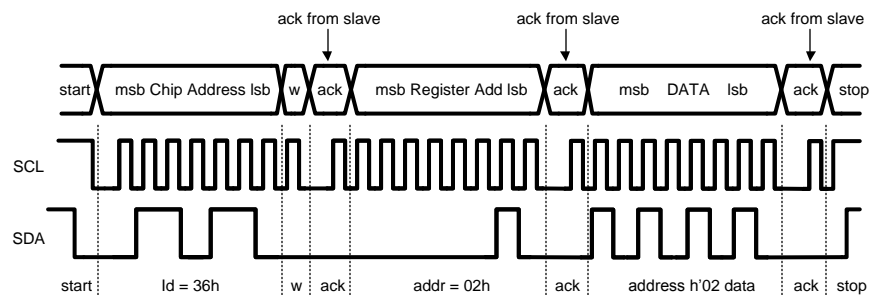 ack from slave ack from slave ack from slave
start msb Chip Address lsb w ack msb Register Add lsb ack msb DATA lsb ack stop
SCL
SDA
start Id = 36h w ack addr = 02h ack address h'02 data ack stop